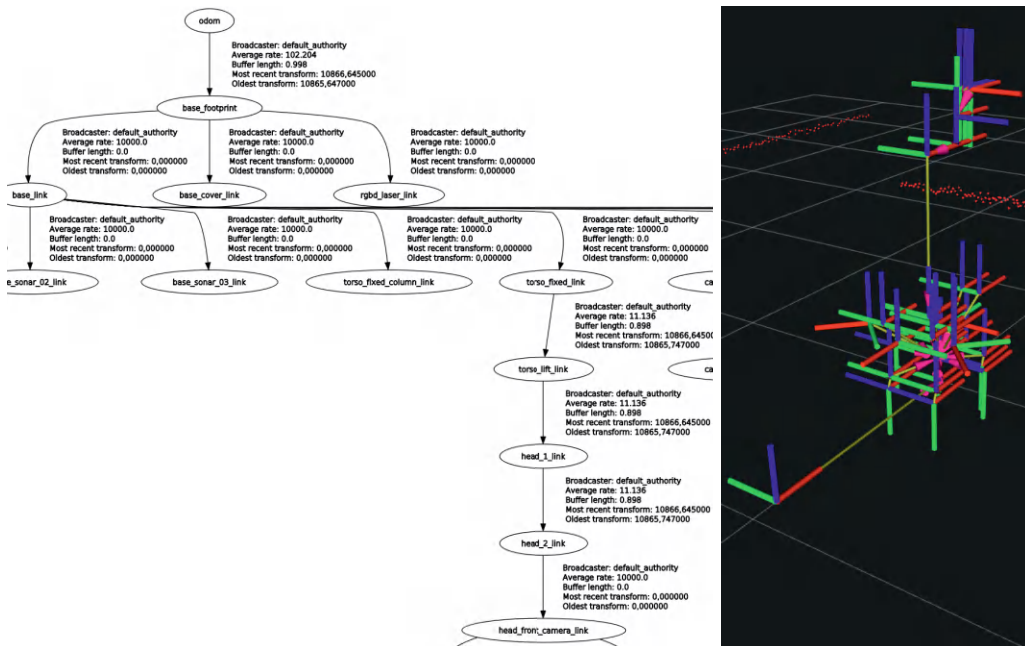 odom
Broadcaster: default_authority
Average rate: 102.204
Buffer length: 0.998
Most recent transform: 10866,645000
Oldest transform: 10865,647000
base_footprint
Broadcaster: default_authority
Average rate: 10000.0
Buffer length: 0.0
Most recent transform: 0,000000
Oldest transform: 0,000000
Broadcaster: default_authority
Average rate: 10000.0
Buffer length: 0.0
Most recent transform: 0,000000
Oldest transform: 0,000000
Broadcaster: default_authority
Average rate: 10000.0
Buffer length: 0.0
Most recent transform: 0,000000
Oldest transform: 0,000000
base_link
base_cover_link
rgbd_laser_link
Broadcaster: default_authority
Average rate: 10000.0
Buffer length: 0.0
Most recent transform: 0,000000
Oldest transform: 0,000000
Broadcaster: default_authority
Average rate: 10000.0
Buffer length: 0.0
Most recent transform: 0,000000
Oldest transform: 0,000000
Broadcaster: default_authority
Average rate: 10000.0
Buffer length: 0.0
Most recent transform: 0,000000
Oldest transform: 0,000000
Broadcaster: default_authority
Average rate: 10000.0
Buffer length: 0.0
Most recent transform: 0,000000
Oldest transform: 0,000000
e_sonar_02_link
base_sonar_03_link
torso_fixed_column_link
torso_fixed_link
ca
Broadcaster: default_authority
Average rate: 11.136
Buffer length: 0.898
Most recent transform: 10866,645000
Oldest transform: 10865,747000
torso_lift_link
ca
Broadcaster: default_authority
Average rate: 11.136
Buffer length: 0.898
Most recent transform: 10866,645000
Oldest transform: 10865,747000
head_1_link
Broadcaster: default_authority
Average rate: 11.136
Buffer length: 0.898
Most recent transform: 10866,645000
Oldest transform: 10865,747000
head_2_link
Broadcaster: default_authority
Average rate: 10000.0
Buffer length: 0.0
Most recent transform: 0,000000
Oldest transform: 0,000000
head_front_camera_link